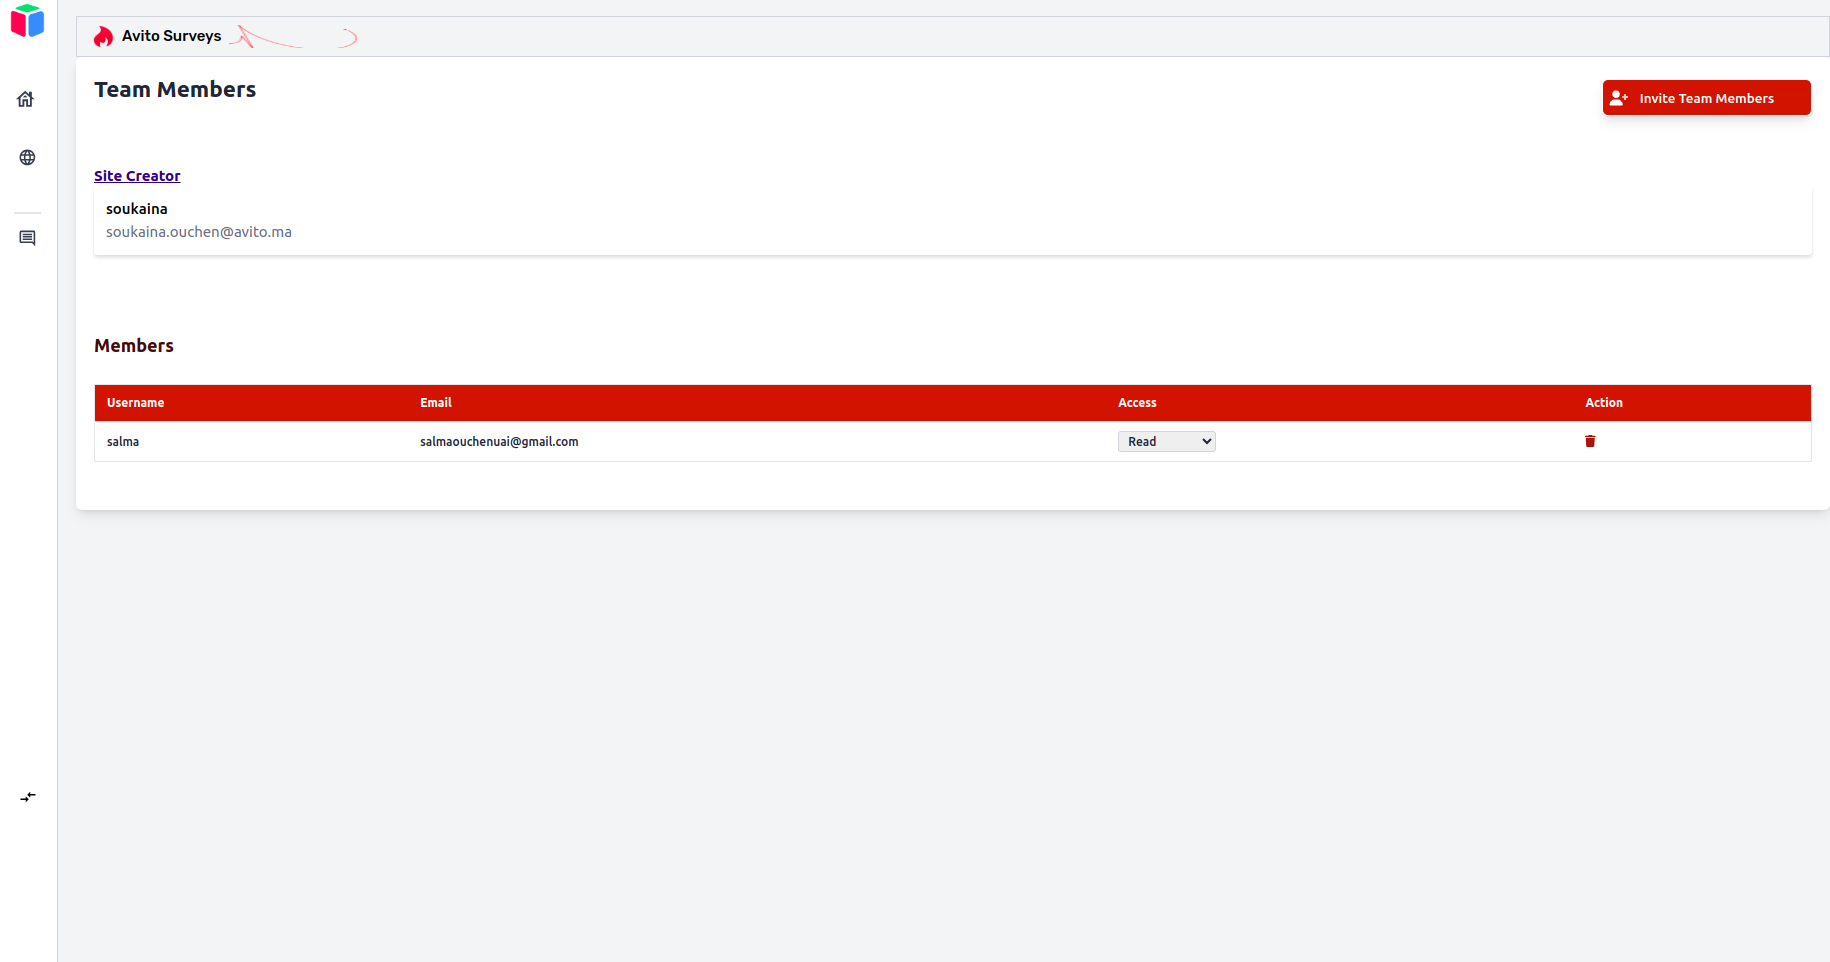 Avito Surveys
Team Members
Invite Team Members
Site Creator
soukaina
soukaina.ouchen@avito.ma
Members
Username Email Access Action
salma salmaouchenuai@gmail.com Read